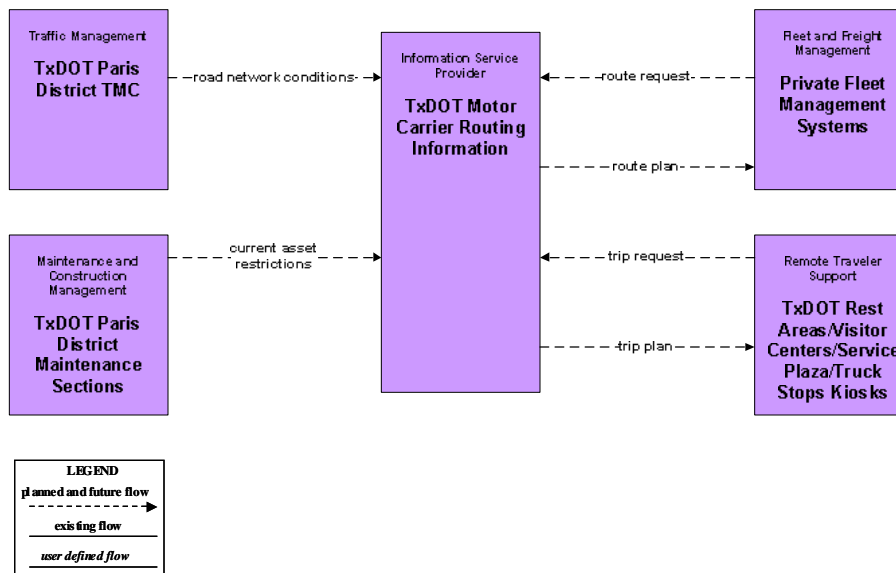 Traffic Management
TxDOT Paris
District TMC
road network conditions
Information Service
Provider
TxDOT Motor
Carrier Routing
Information
route request
route plan
Fleet and Freight
Management
Private Fleet
Management
Systems
Maintenance and
Construction
Management
TxDOT Paris
District
Maintenance
Sections
current asset
restrictions
trip request
trip plan
Remote Traveler
Support
TxDOT Rest
Areas/Visitor
Centers/Service
Plaza/Truck
Stops Kiosks
LEGEND
planned and future flow
existing flow
user defined flow